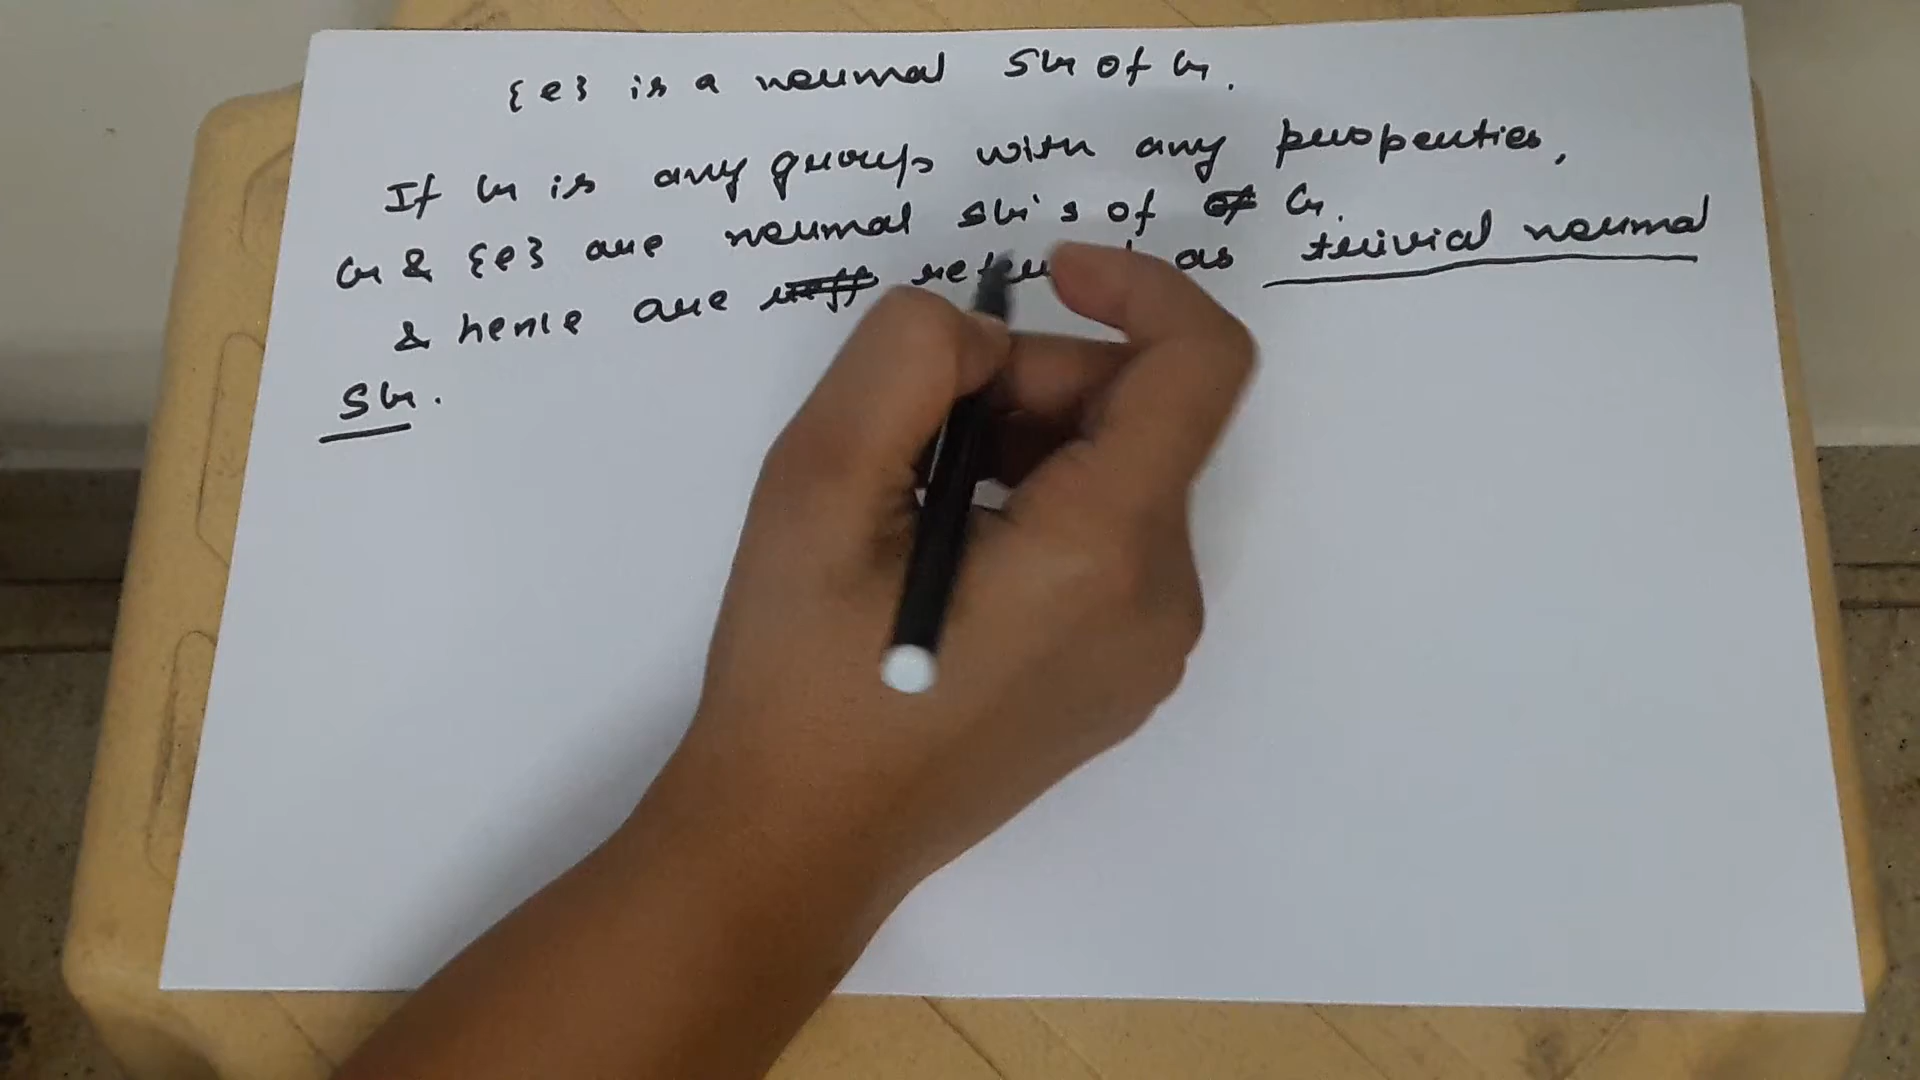 {e} is a normal SG of G.
If G is any group with any properties,
G & {e} are normal SG's of G.
& hence are as trivial normal
SG.